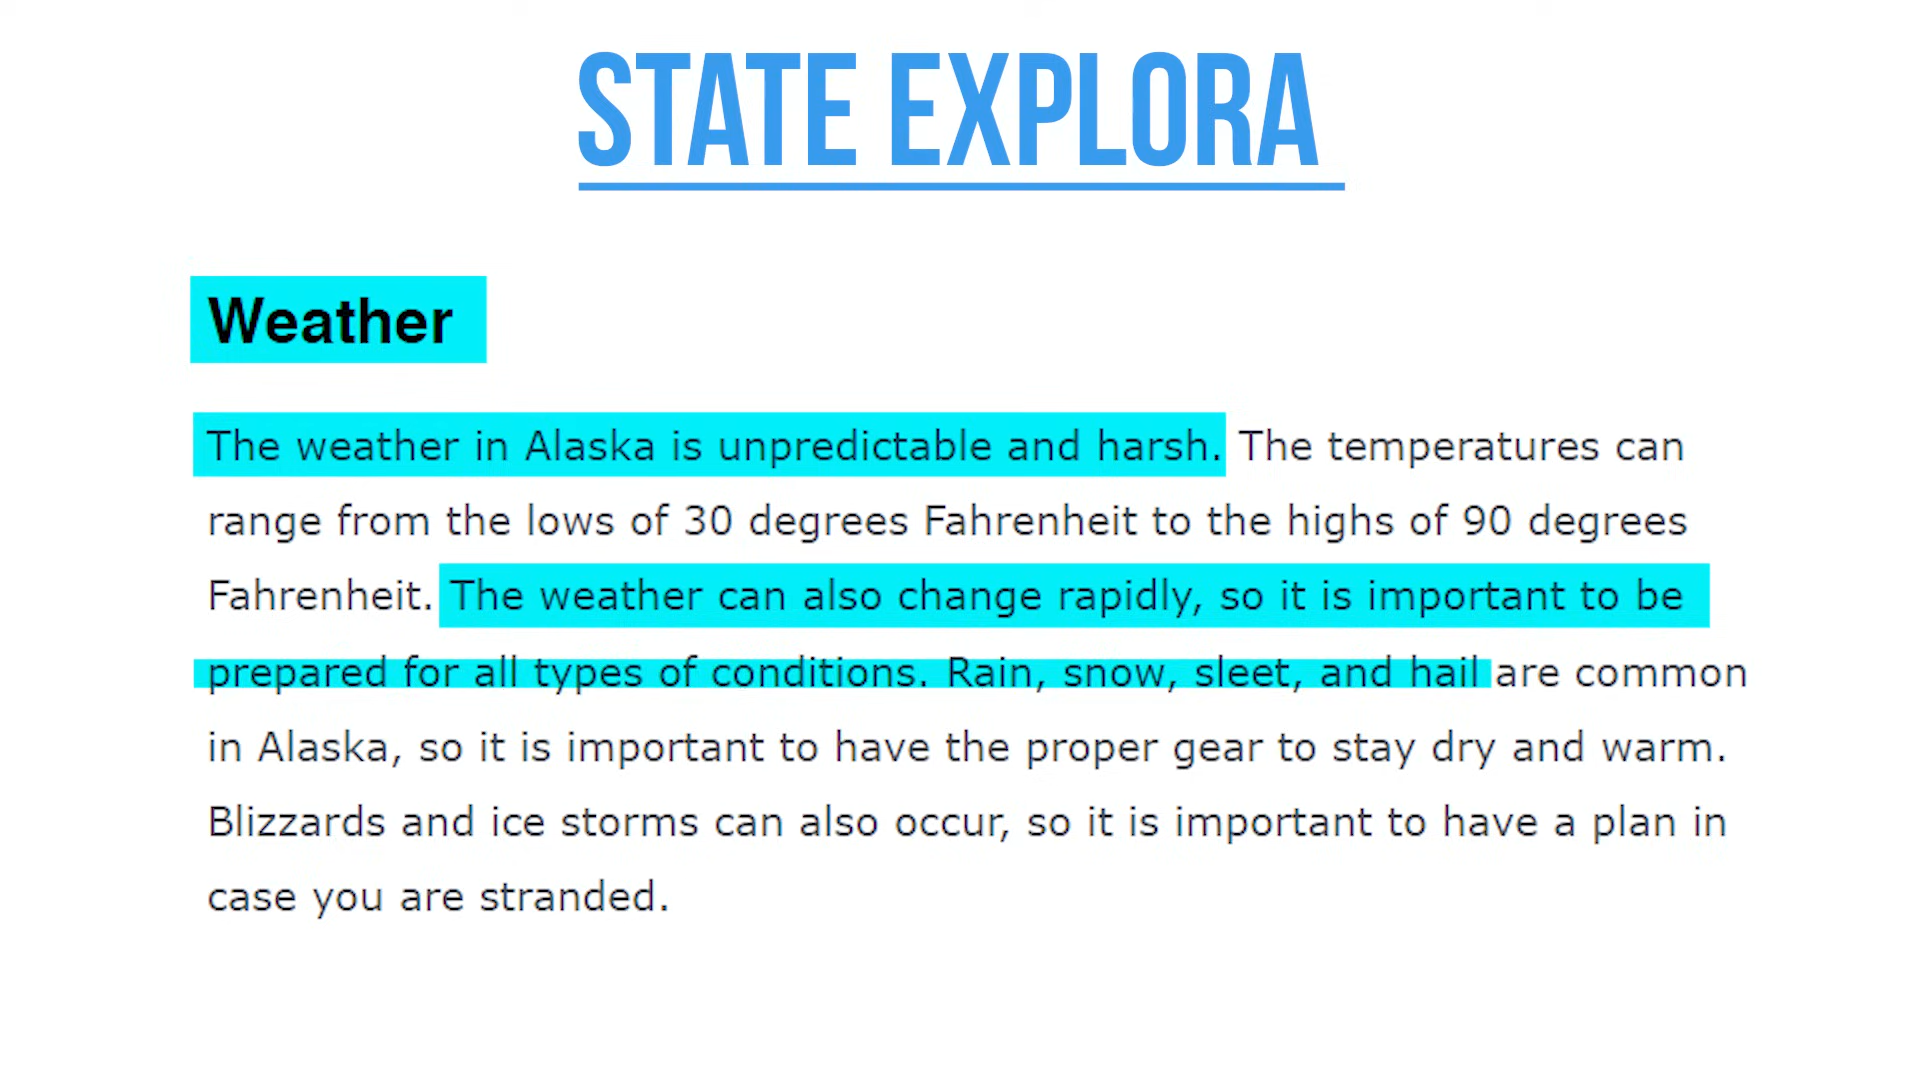 STATE EXPLORA
Weather
The weather in Alaska is unpredictable and harsh. The temperatures can
range from the lows of 30 degrees Fahrenheit to the highs of 90 degrees
Fahrenheit. The weather can also change rapidly, so it is important to be
prepared for all types of conditions. Rain, snow, sleet, and hail are common
in Alaska, so it is important to have the proper gear to stay dry and warm.
Blizzards and ice storms can also occur, so it is important to have a plan in
case you are stranded.